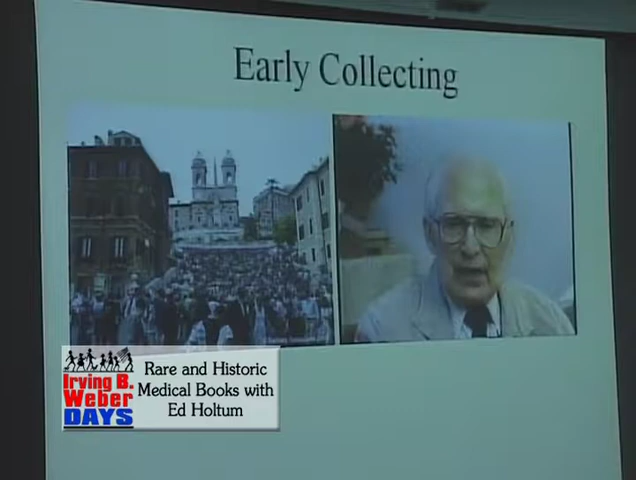 Early Collecting
Irving B.
Weber
DAYS
Rare and Historic
Medical Books with
Ed Holtum